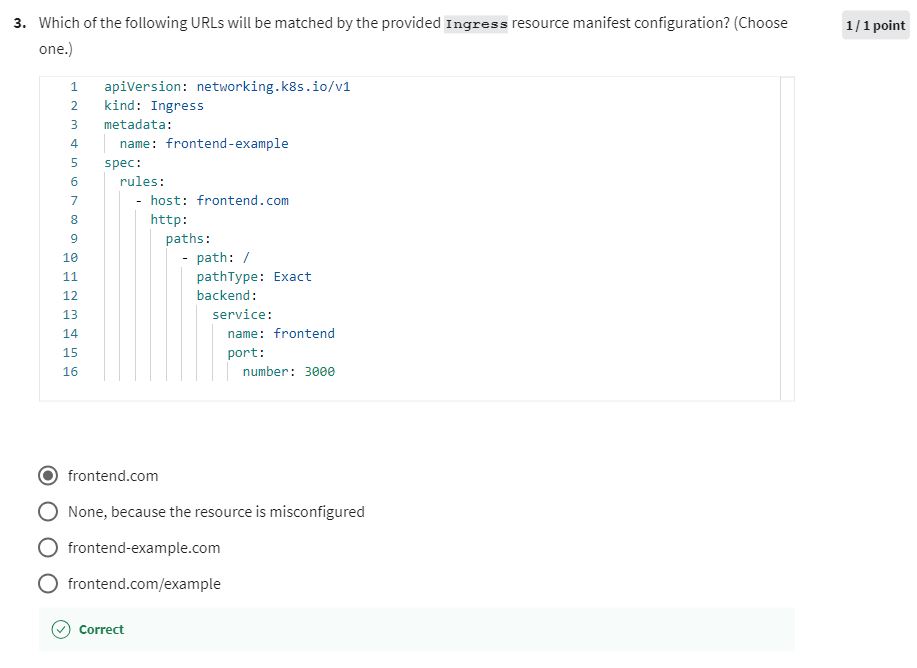 3. Which of the following URLs will be matched by the provided Ingress resource manifest configuration? (Choose
one.)
1/1 point
1 apiVersion: networking.k8s.io/v1
2 kind: Ingress
3 metadata:
4   name: frontend-example
5 spec:
6   rules:
7     - host: frontend.com
8       http:
9         paths:
10           - path: /
11             pathType: Exact
12             backend:
13               service:
14                 name: frontend
15                 port:
16                   number: 3000
frontend.com
None, because the resource is misconfigured
frontend-example.com
frontend.com/example
Correct